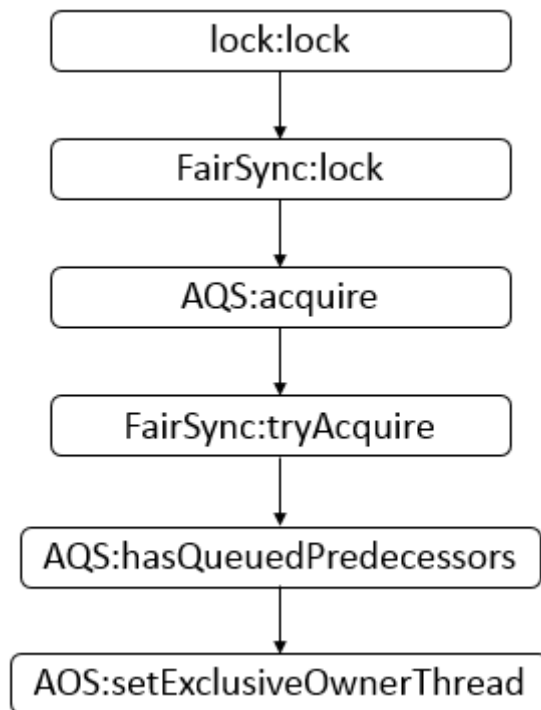 lock:lock
FairSync:lock
AQS:acquire
FairSync:tryAcquire
AQS:hasQueuedPredecessors
AOS:setExclusiveOwnerThread